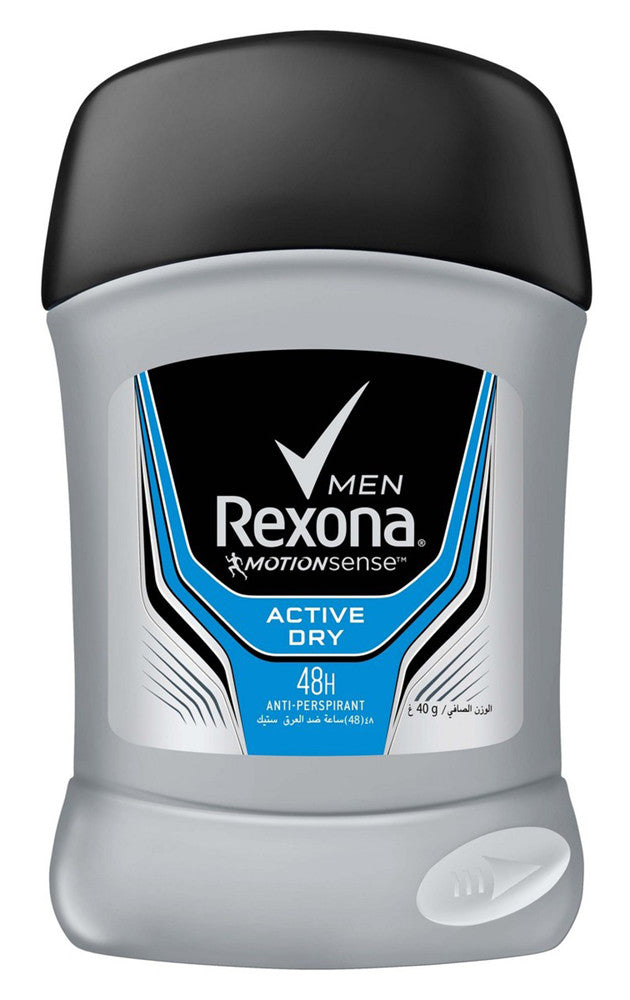 MEN
Rexona®
MOTIONsense™
ACTIVE
DRY
48H
ANTI-PERSPIRANT
٤٨(48)ساعة ضد العرق ستيك
الوزن الصافي/ 40 g غ